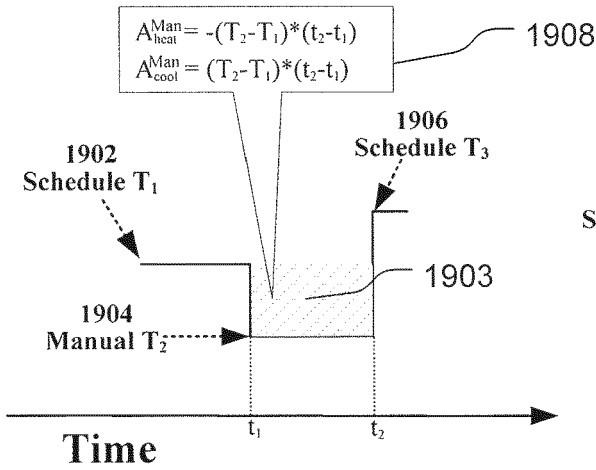 A^Man_heat = -(T₂-T₁)*(t₂-t₁)
A^Man_cool = (T₂-T₁)*(t₂-t₁)
1908
1906
Schedule T₃
1902
Schedule T₁
S
1903
1904
Manual T₂
t₁
t₂
Time